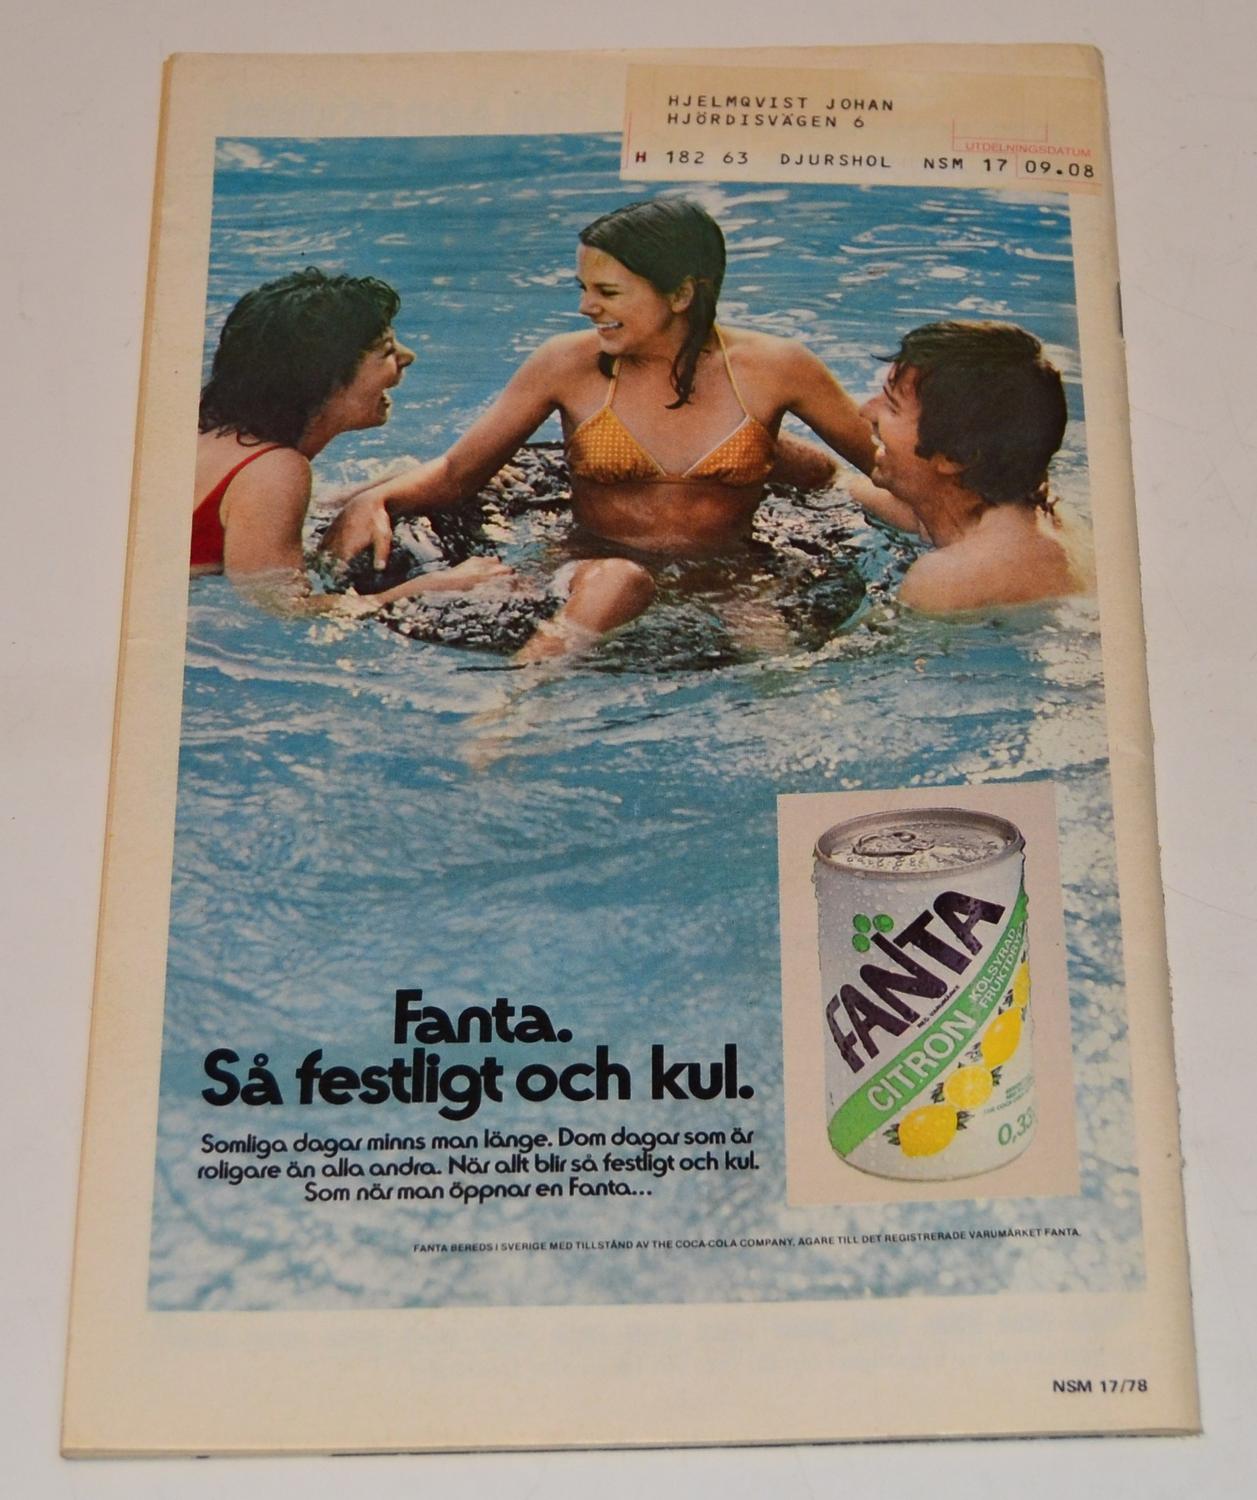 HJELMQVIST JOHAN
HJÖRDISVÄGEN 6
UTDELNINGSDATUM
H 182 63 DJURSHOL NSM 17 09.08
FANTA
CITRON
KOLSYRAD
FRUKTDRYCK
0,33
Fanta.
Så festligt och kul.
Somliga dagar minns man länge. Dom dagar som är
roligare än alla andra. När allt blir så festligt och kul.
Som när man öppnar en Fanta...
FANTA BEREDS I SVERIGE MED TILLSTÅND AV THE COCA-COLA COMPANY. ÄGARE TILL DET REGISTRERADE VARUMÄRKET FANTA.
NSM 17/78